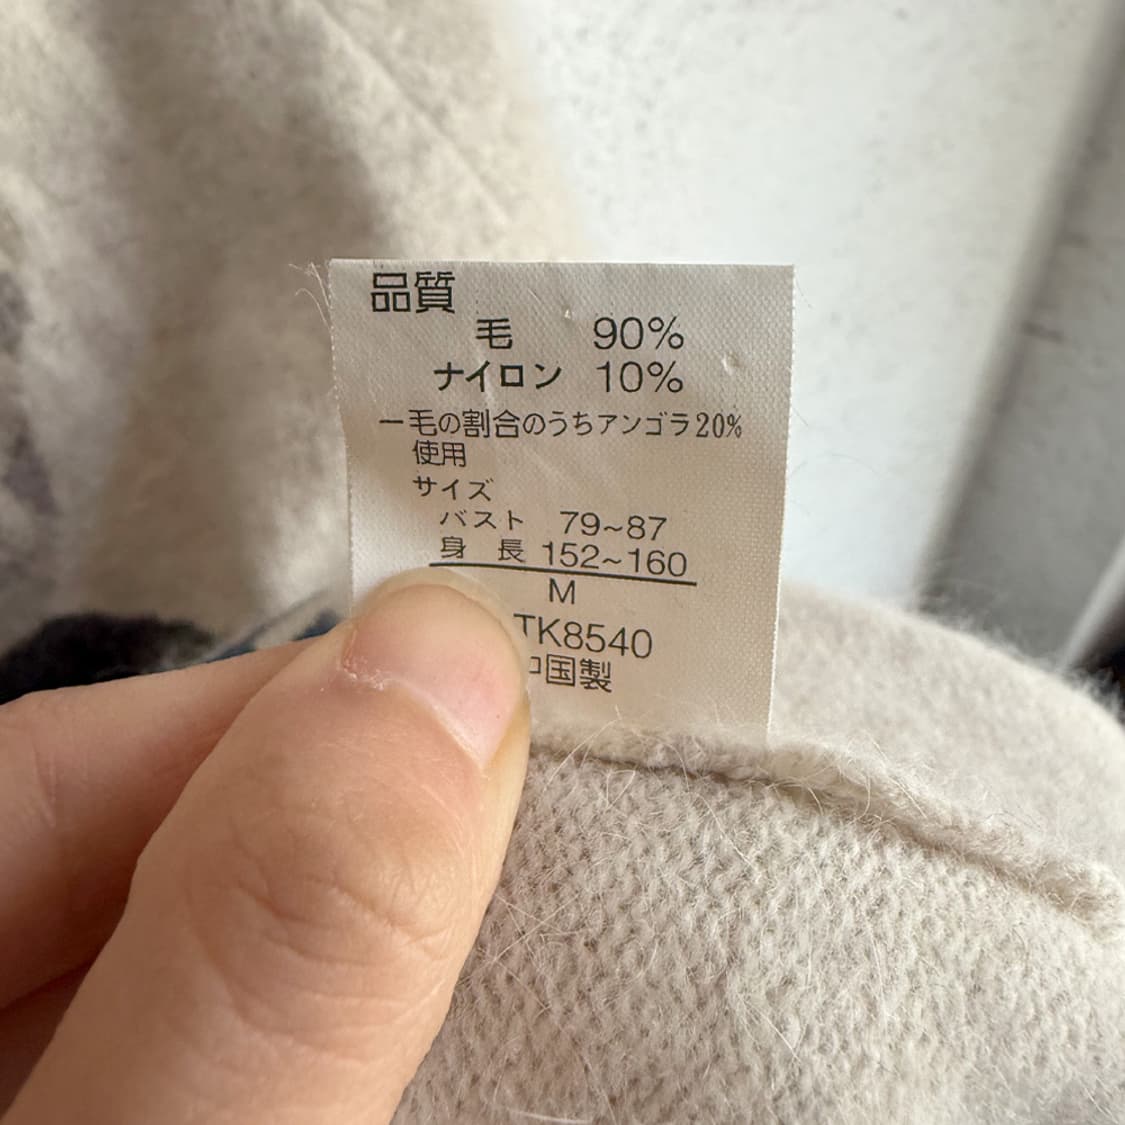 品質
毛 90%
ナイロン 10%
ー毛の割合のうちアンゴラ20%
使用
サイズ
バスト 79~87
身長 152~160
M
TK8540
中国製